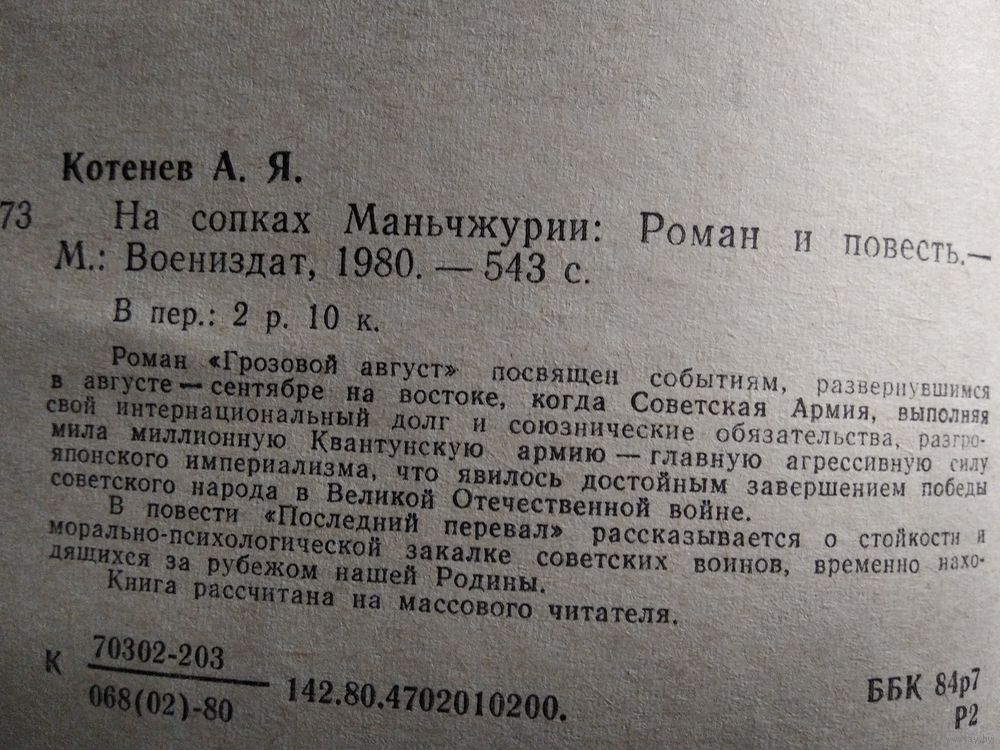 Котенев А. Я.
73 На сопках Маньчжурии: Роман и повесть.—
М.: Воениздат, 1980. — 543 с.
В пер.: 2 р. 10 к.
Роман «Грозовой август» посвящен событиям, развернувшимся
в августе — сентябре на востоке, когда Советская Армия, выполняя
свой интернациональный долг и союзнические обязательства, разгро-
мила миллионную Квантунскую армию — главную агрессивную силу
японского империализма, что явилось достойным завершением победы
советского народа в Великой Отечественной войне.
В повести «Последний перевал» рассказывается о стойкости и
морально-психологической закалке советских воинов, временно нахо-
дящихся за рубежом нашей Родины.
Книга рассчитана на массового читателя.
К 70302-203
068(02)-80 142.80.4702010200.
ББК 84р7
Р2